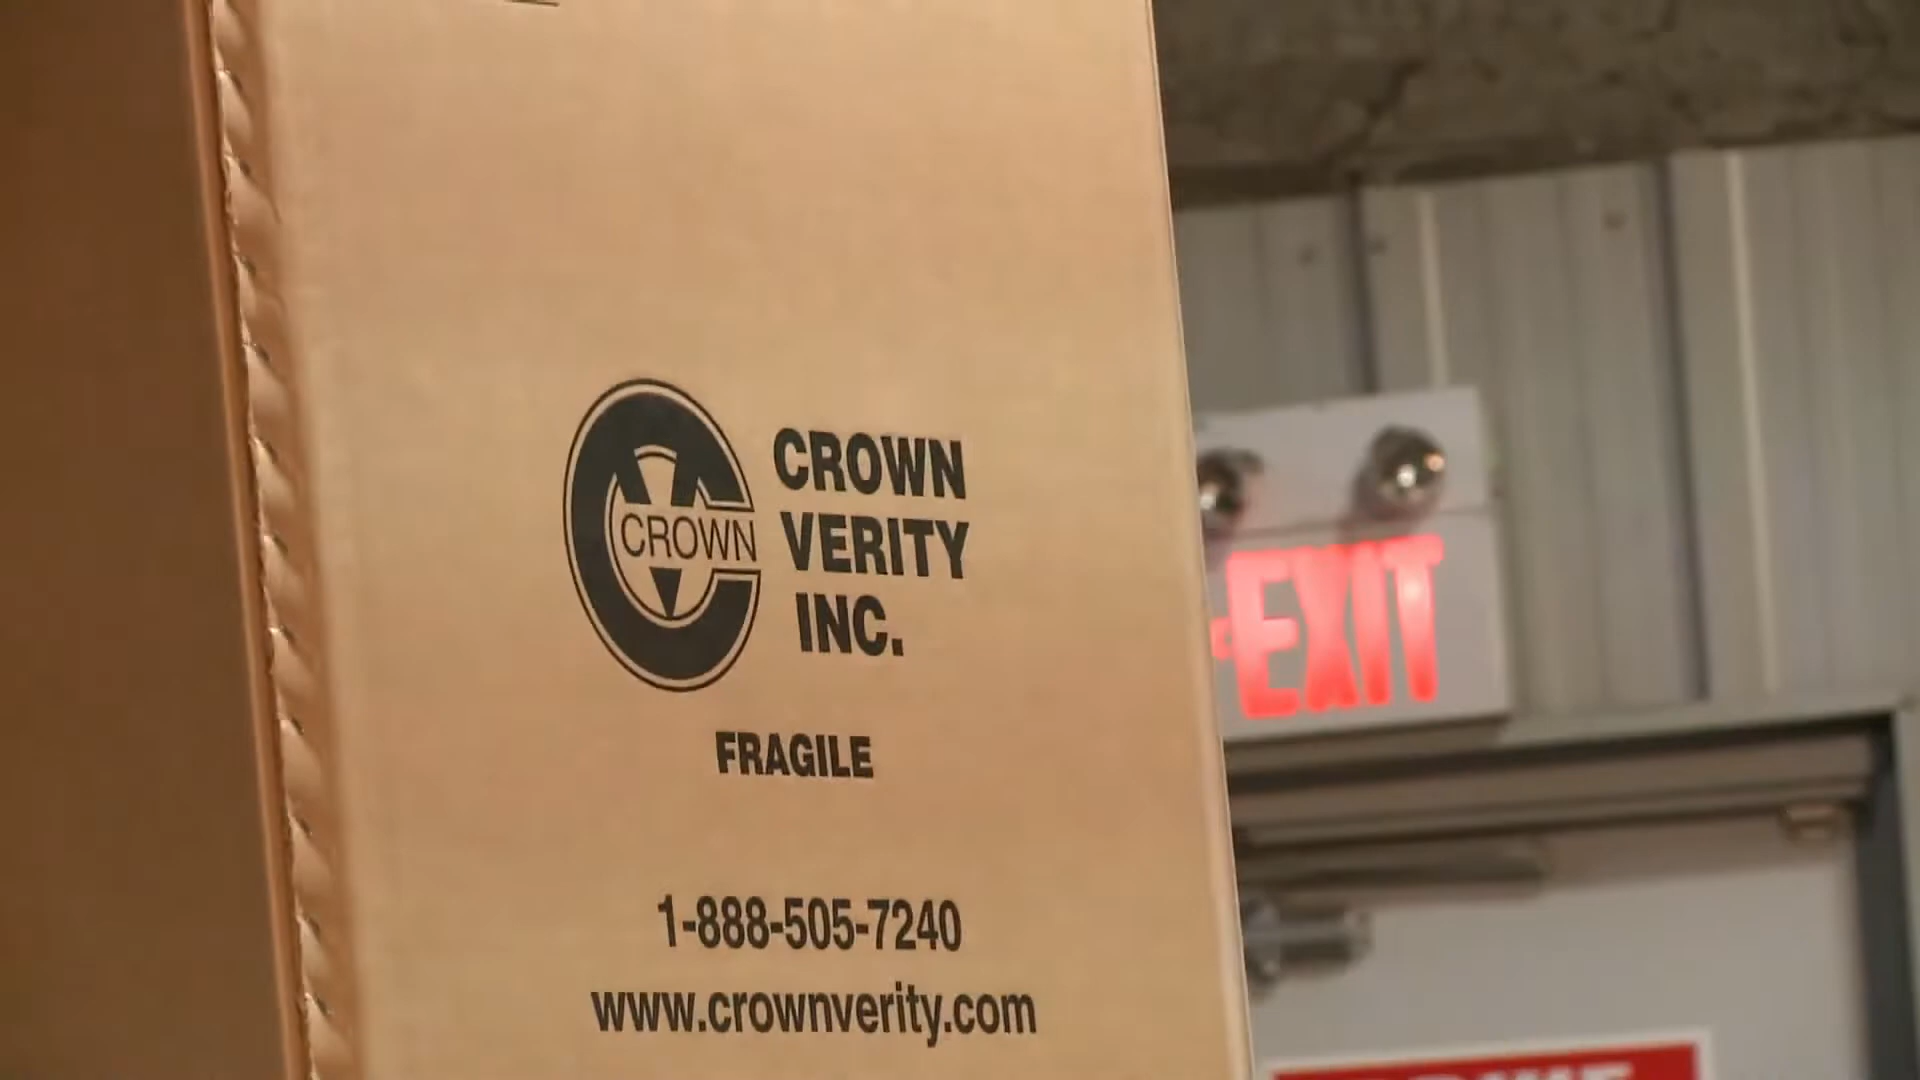 CROWN
CROWN
VERITY
INC.
FRAGILE
1-888-505-7240
www.crownverity.com
EXIT